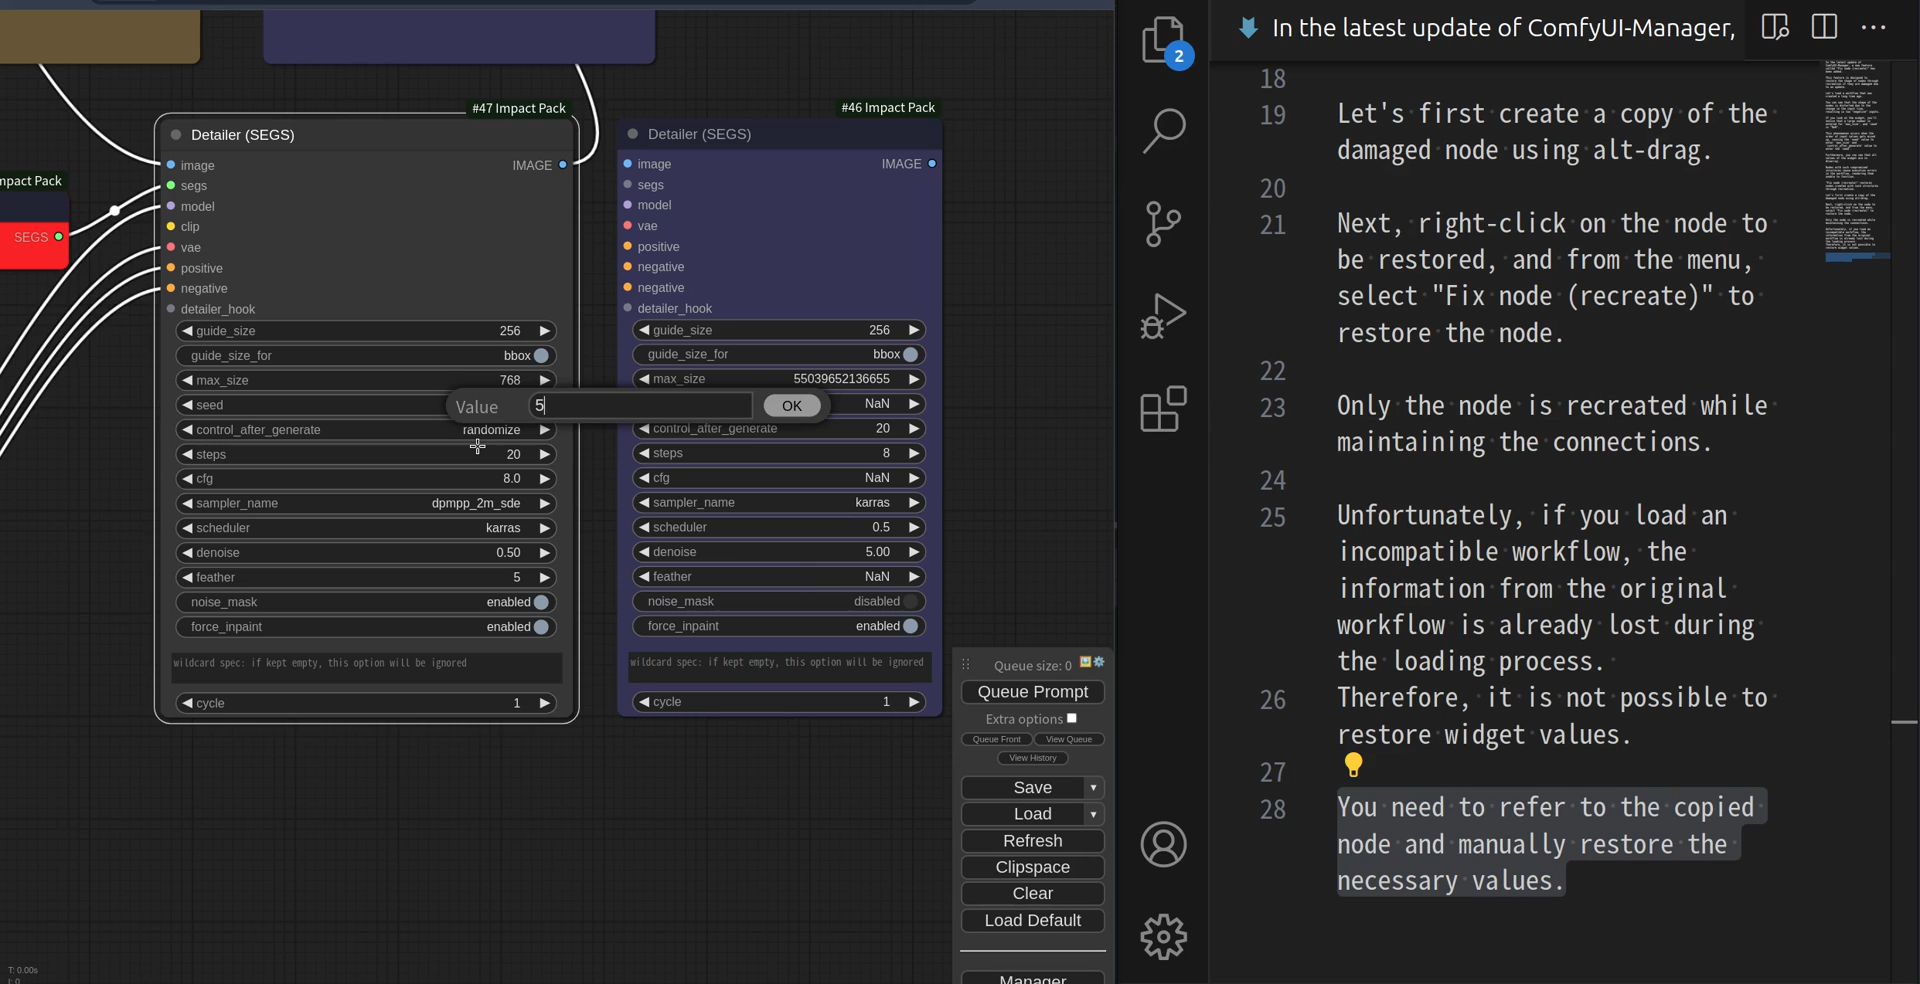 #47 Impact Pack
Detailer (SEGS)
image
IMAGE
segs
model
clip
vae
positive
negative
detailer_hook
guide_size
256
guide_size_for
bbox
max_size
768
seed
control_after_generate
randomize
steps
20
cfg
8.0
sampler_name
dpmpp_2m_sde
scheduler
karras
denoise
0.50
feather
5
noise_mask
enabled
force_inpaint
enabled
wildcard spec: if kept empty, this option will be ignored
cycle
1
mpact Pack
SEGS
Value
5
OK
#46 Impact Pack
Detailer (SEGS)
image
IMAGE
segs
model
vae
positive
negative
negative
detailer_hook
guide_size
256
guide_size_for
bbox
max_size
55039652136655
NaN
control_after_generate
20
steps
8
cfg
NaN
sampler_name
karras
scheduler
0.5
denoise
5.00
feather
NaN
noise_mask
disabled
force_inpaint
enabled
wildcard spec: if kept empty, this option will be ignored
cycle
1
Queue size: 0
Queue Prompt
Extra options
Queue Front
View Queue
View History
Save
Load
Refresh
Clipspace
Clear
Load Default
Manager
T: 0.00s
I: 0
2
In the latest update of ComfyUI-Manager,
18
19
Let's first create a copy of the
damaged node using alt-drag.
20
21
Next, right-click on the node to
be restored, and from the menu,
select "Fix node (recreate)" to
restore the node.
22
23
Only the node is recreated while
maintaining the connections.
24
25
Unfortunately, if you load an
incompatible workflow, the
information from the original
workflow is already lost during
the loading process.
26
Therefore, it is not possible to
restore widget values.
27
28
You need to refer to the copied
node and manually restore the
necessary values.